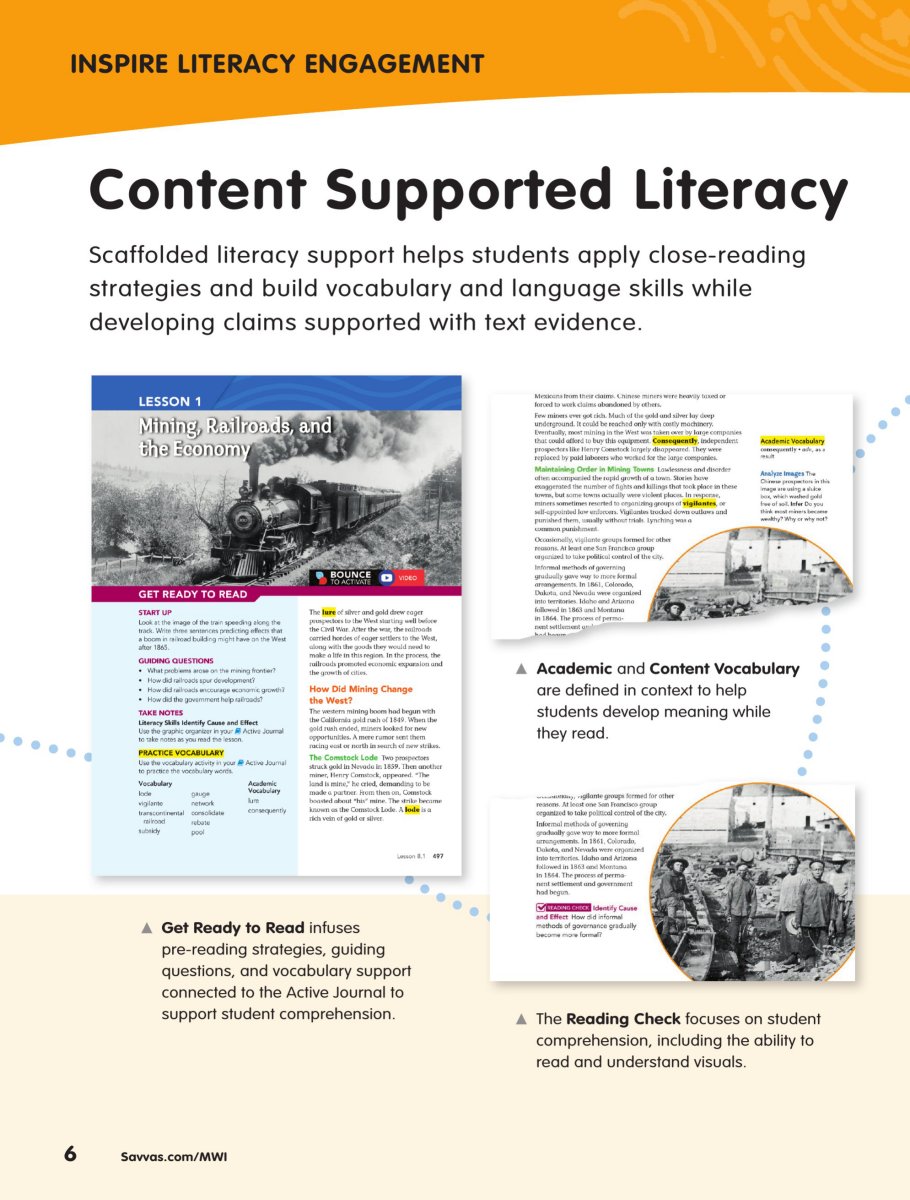 INSPIRE LITERACY ENGAGEMENT
Content Supported Literacy
Scaffolded literacy support helps students apply close-reading
strategies and build vocabulary and language skills while
developing claims supported with text evidence.
LESSON 1
Mining, Railroads, and
the Economy
BOUNCE
TO ACTIVATE
VIDEO
GET READY TO READ
START UP
Look at the image of the train speeding along the
track. Write three sentences predicting effects that
a boom in railroad building might have on the West
after 1865.
GUIDING QUESTIONS
• What problems arose on the mining frontier?
• How did railroads spur development?
• How did railroads encourage economic growth?
• How did the government help railroads?
TAKE NOTES
Literacy Skills Identify Cause and Effect
Use the graphic organizer in your Active Journal
to take notes as you read the lesson.
PRACTICE VOCABULARY
Use the vocabulary activity in your Active Journal
to practice the vocabulary words.
Vocabulary
lode
vigilante
transcontinental
railroad
subsidy
gauge
network
consolidate
rebate
pool
Academic
Vocabulary
lure
consequently
The lure of silver and gold drew eager
prospectors to the West starting well before
the Civil War. After the war, the railroads
carried hordes of eager settlers to the West,
along with the goods they would need to
make a life in this region. In the process, the
railroads promoted economic expansion and
the growth of cities.
How Did Mining Change
the West?
The western mining boom had begun with
the California gold rush of 1849. When the
gold rush ended, miners looked for new
opportunities. A mere rumor sent them
racing east or north in search of new strikes.
The Comstock Lode Two prospectors
struck gold in Nevada in 1859. Then another
miner, Henry Comstock, appeared. “The
land is mine,” he cried, demanding to be
made a partner. From then on, Comstock
boasted about “his” mine. The strike became
known as the Comstock Lode. A lode is a
rich vein of gold or silver.
Lesson 8.1 497
Mexicans from their claims. Chinese miners were heavily taxed or
forced to work claims abandoned by others.
Few miners ever got rich. Much of the gold and silver lay deep
underground. It could be reached only with costly machinery.
Eventually, most mining in the West was taken over by large companies
that could afford to buy this equipment. Consequently, independent
prospectors like Henry Comstock largely disappeared. They were
replaced by paid laborers who worked for the large companies.
Maintaining Order in Mining Towns Lawlessness and disorder
often accompanied the rapid growth of a town. Stories have
exaggerated the number of fights and killings that took place in these
towns, but some towns actually were violent places. In response,
miners sometimes resorted to organizing groups of vigilantes, or
self-appointed law enforcers. Vigilantes tracked down outlaws and
punished them, usually without trials. Lynching was a
common punishment.
Occasionally, vigilante groups formed for other
reasons. At least one San Francisco group
organized to take political control of the city.
Informal methods of governing
gradually gave way to more formal
arrangements. In 1861, Colorado,
Dakota, and Nevada were organized
into territories. Idaho and Arizona
followed in 1863 and Montana
in 1864. The process of perma-
nent settlement and
had begun
Academic Vocabulary
consequently • adv., as a
result
Analyze Images The
Chinese prospectors in this
image are using a sluice
box, which washed gold
free of soil. Infer Do you
think most miners became
wealthy? Why or why not?
▲ Academic and Content Vocabulary
are defined in context to help
students develop meaning while
they read.
Occasionally, vigilante groups formed for other
reasons. At least one San Francisco group
organized to take political control of the city.
Informal methods of governing
gradually gave way to more formal
arrangements. In 1861, Colorado,
Dakota, and Nevada were organized
into territories. Idaho and Arizona
followed in 1863 and Montana
in 1864. The process of perma-
nent settlement and government
had begun.
READING CHECK Identify Cause
and Effect How did informal
methods of governance gradually
become more formal?
▲ Get Ready to Read infuses
pre-reading strategies, guiding
questions, and vocabulary support
connected to the Active Journal to
support student comprehension.
▲ The Reading Check focuses on student
comprehension, including the ability to
read and understand visuals.
6 Savvas.com/MWI